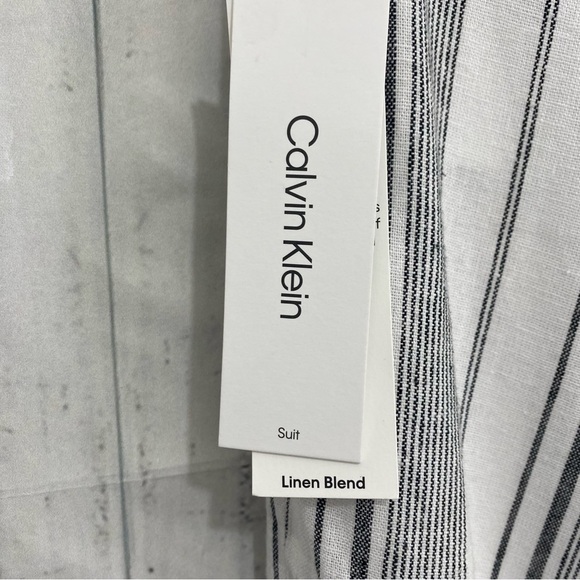 Calvin Klein
Suit
s
f
Linen Blend